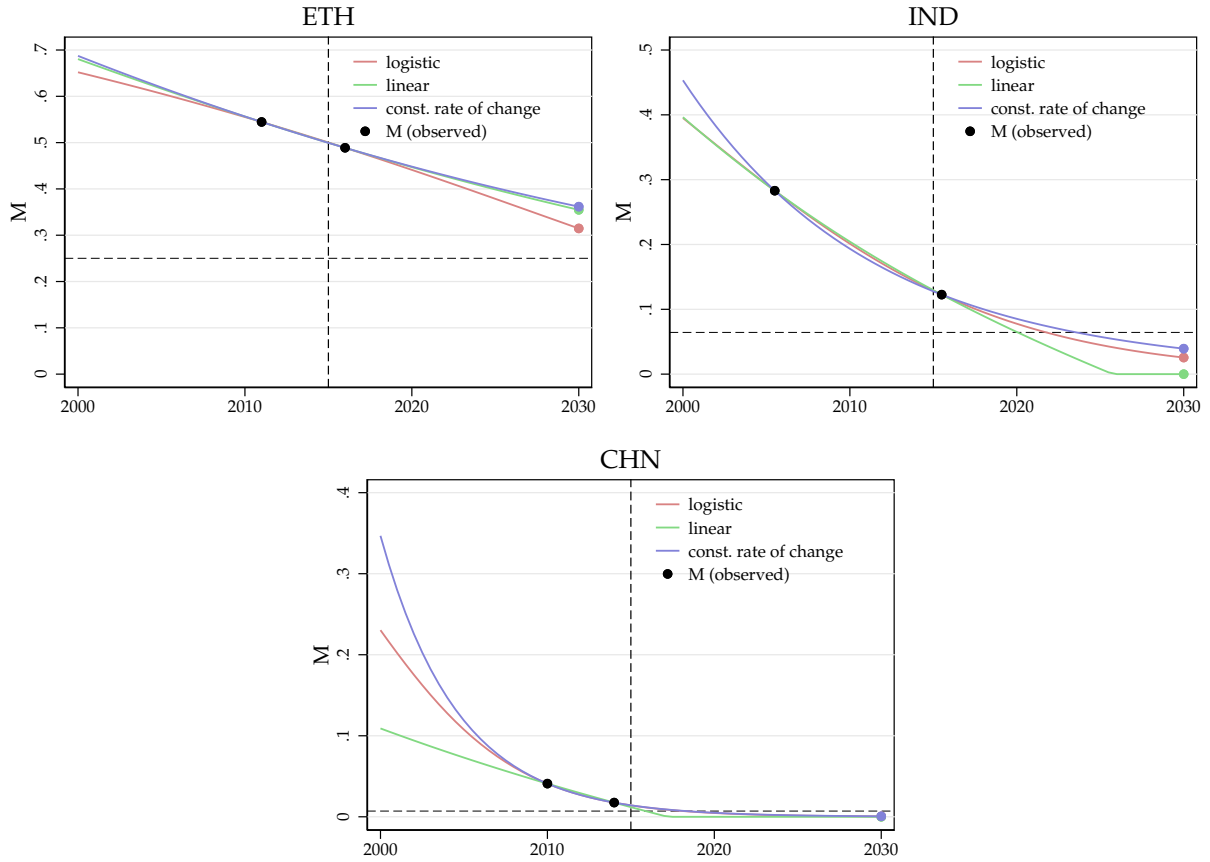 ETH
.7
.6
.5
.4
.3
.2
.1
0
M
logistic
linear
const. rate of change
M (observed)
2000
2010
2020
2030
IND
.5
.4
.3
.2
.1
0
M
logistic
linear
const. rate of change
M (observed)
2000
2010
2020
2030
CHN
.4
.3
.2
.1
0
M
logistic
linear
const. rate of change
M (observed)
2000
2010
2020
2030